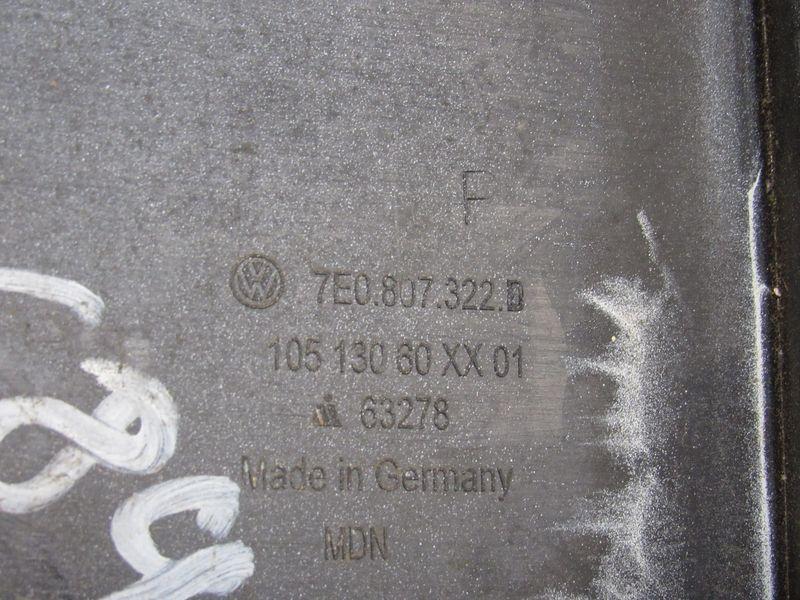 F
7E0.807.322.D
105 130 60 XX 01
63278
Made in Germany
MDN